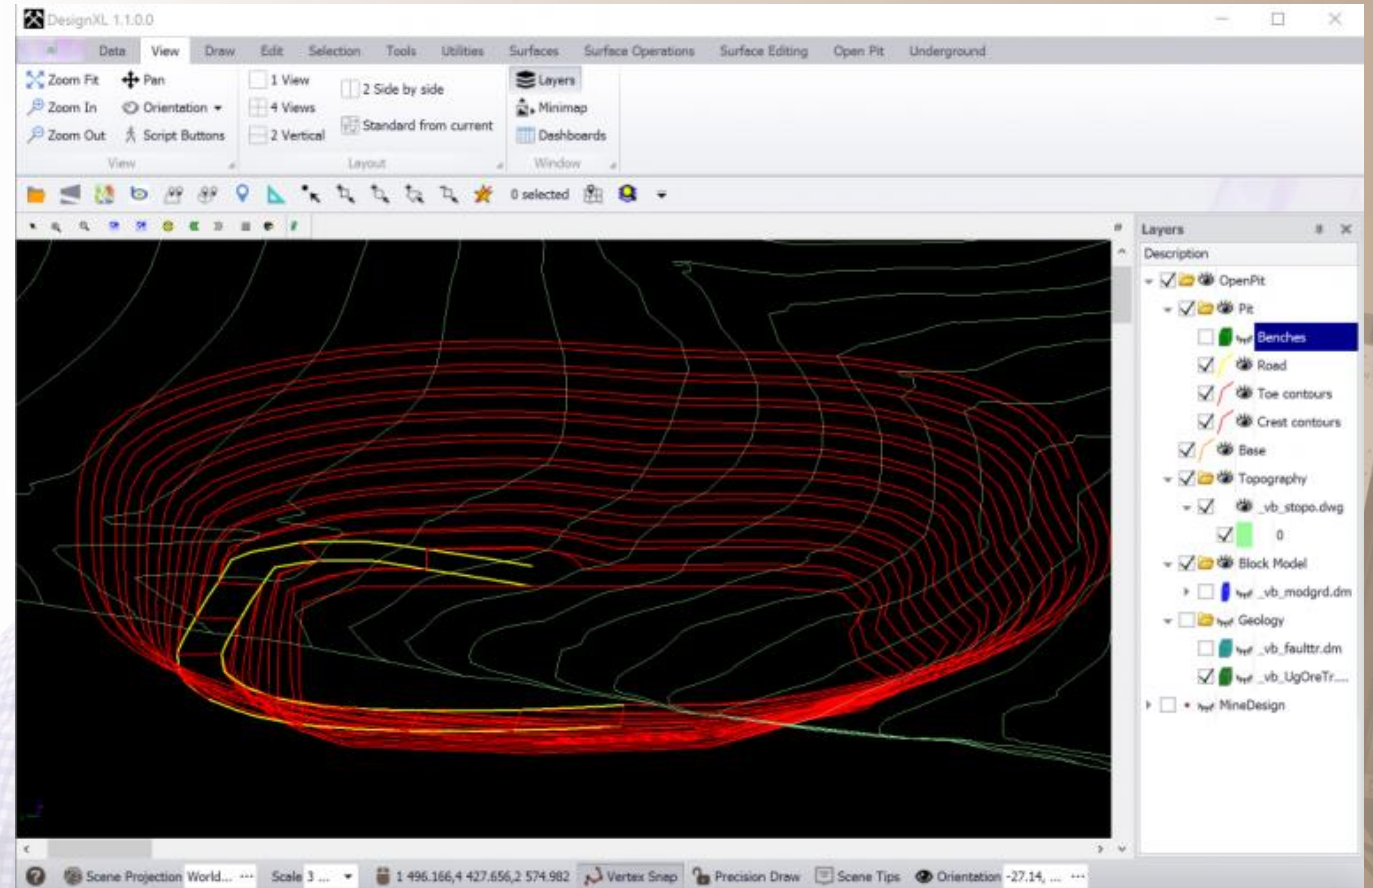 DesignXL 1.1.0.0
Data View Draw Edit Selection Tools Utilities Surfaces Surface Operations Surface Editing Open Pit Underground
Zoom Fit Pan 1 View 2 Side by side Layers
Zoom In Orientation 4 Views Standard from current Minimap
Zoom Out Script Buttons 2 Vertical Dashboards
View Layout Window
0 selected
Layers
Description
OpenPit
Pit
Benches
Road
Toe contours
Crest contours
Base
Topography
_vb_stopo.dwg
0
Block Model
_vb_modgrd.dm
Geology
_vb_faulttr.dm
_vb_UgOreTr....
MineDesign
Scene Projection World... ... Scale 3 ... 1 496.166,4 427.656,2 574.982 Vertex Snap Precision Draw Scene Tips Orientation -27.14, ... ...